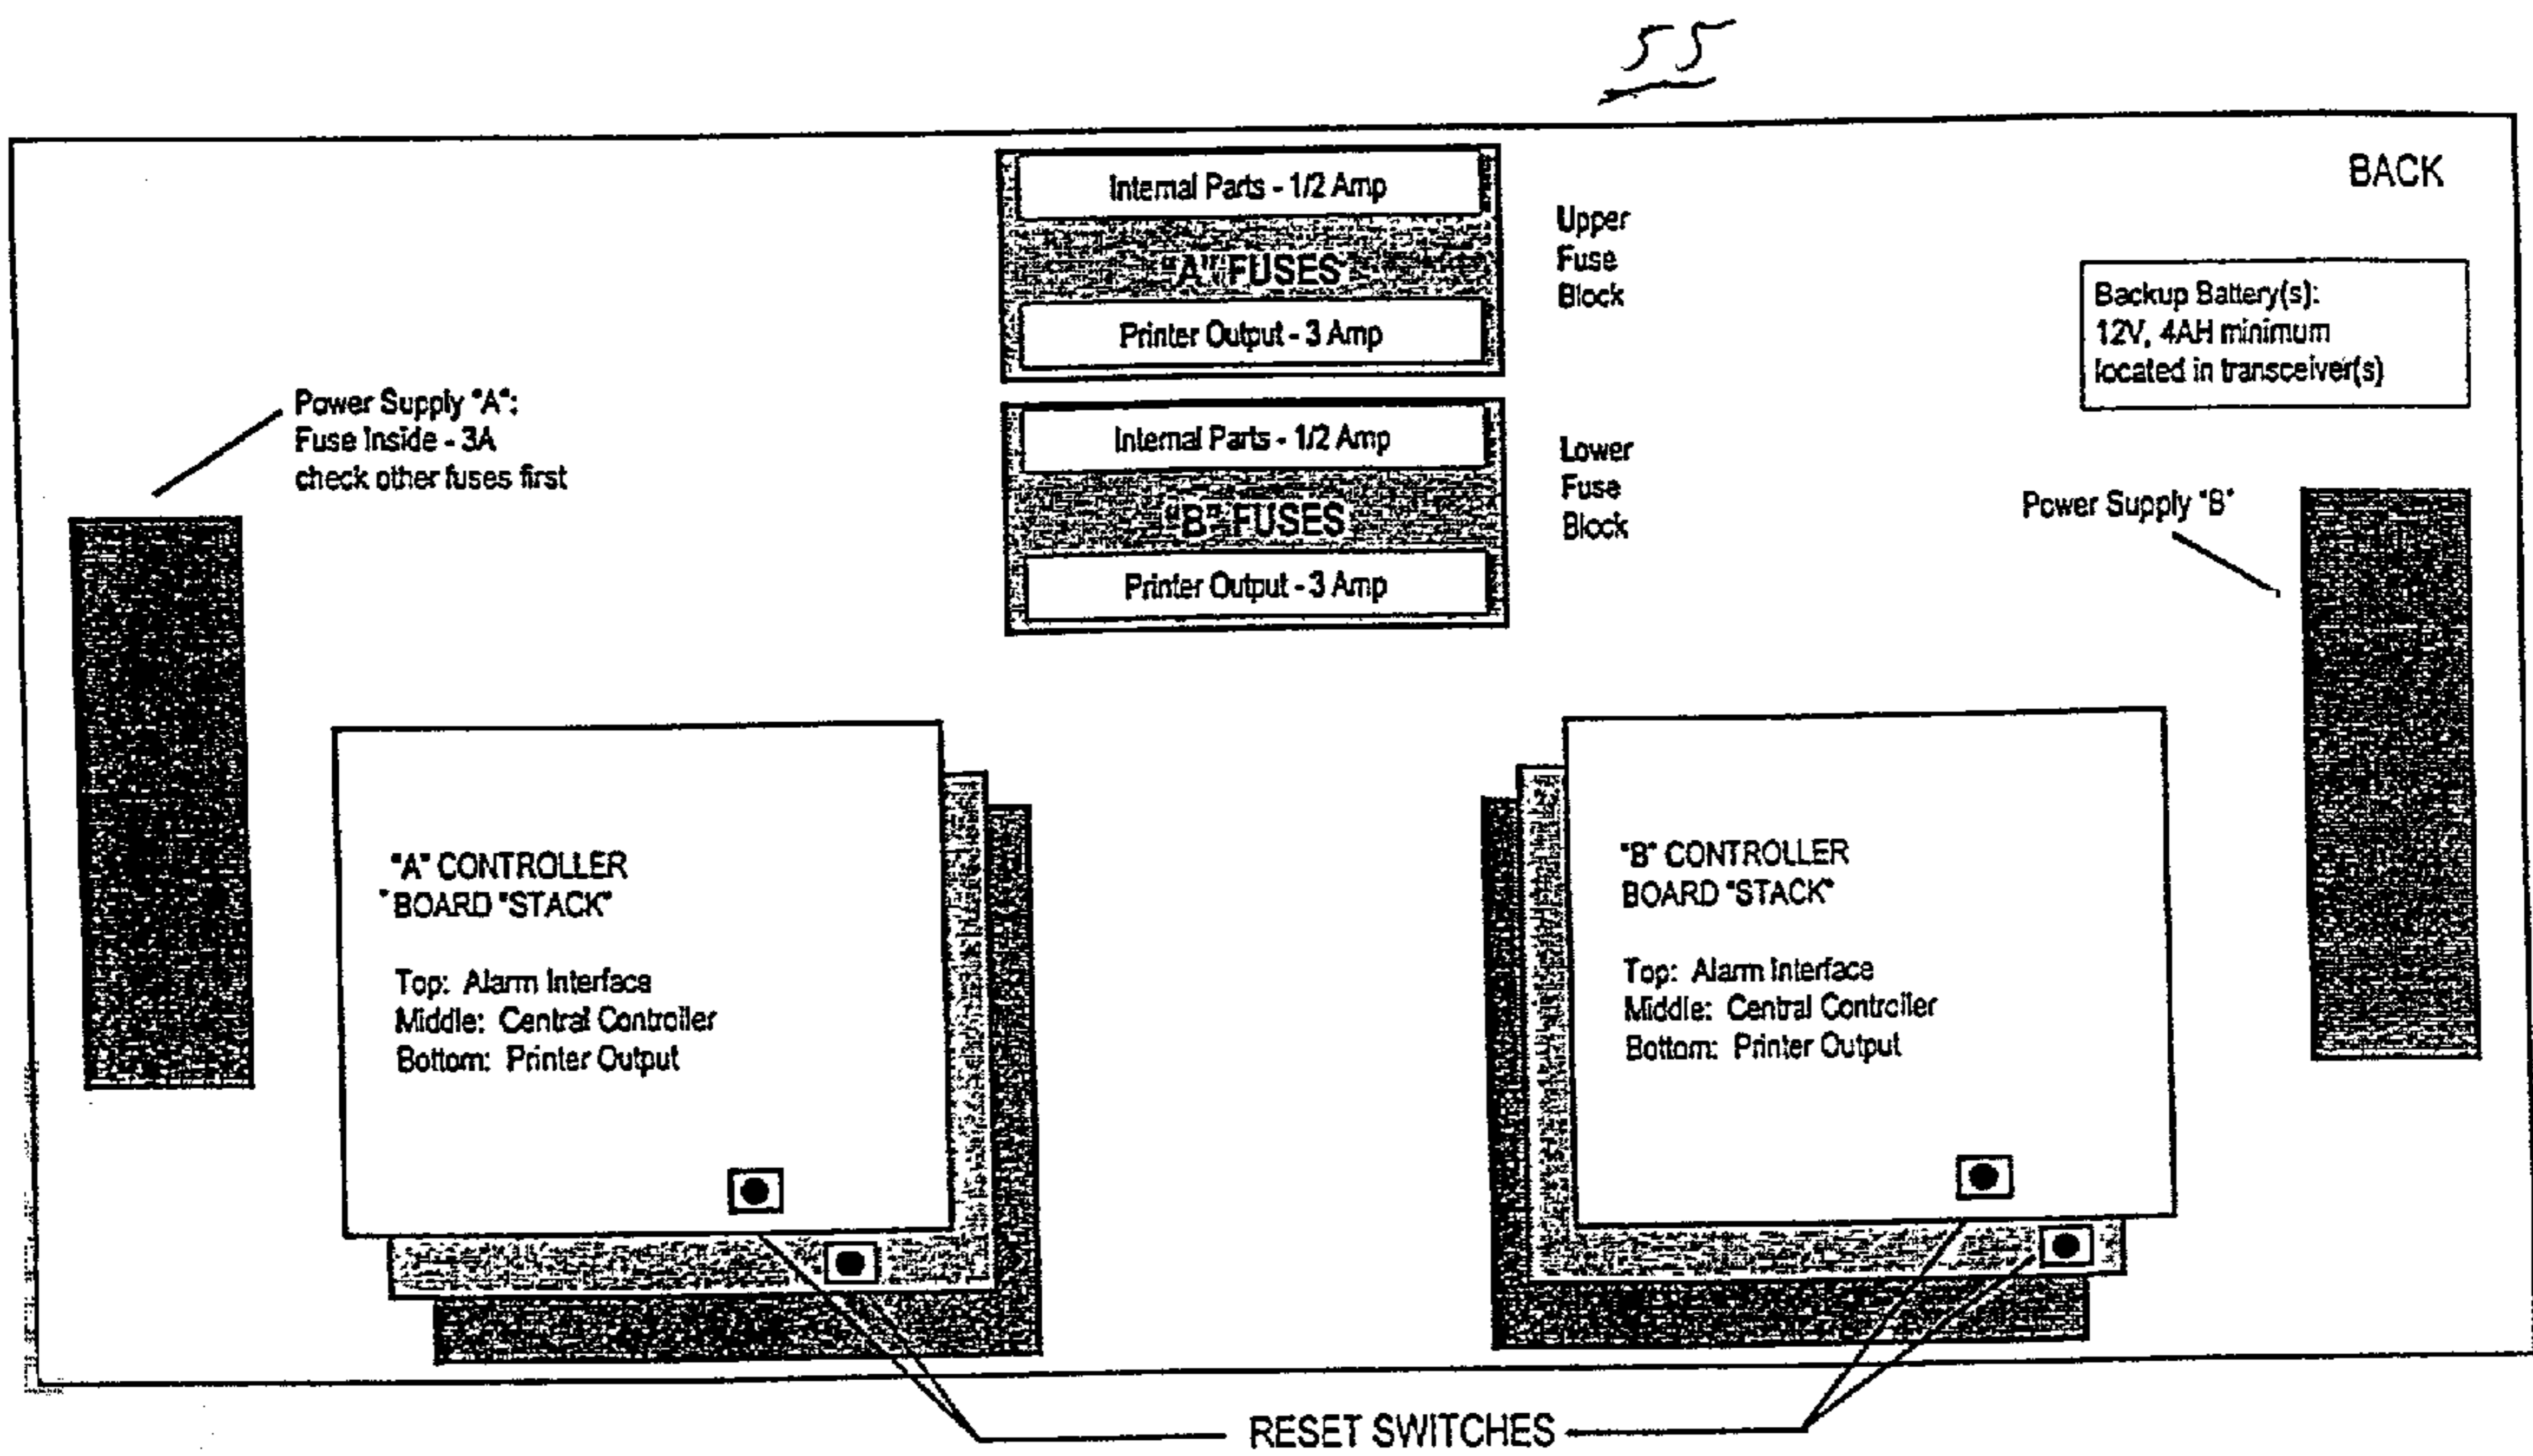 55
BACK
Internal Parts - 1/2 Amp
"A" FUSES
Printer Output - 3 Amp
Upper
Fuse
Block
Backup Battery(s):
12V, 4AH minimum
located in transceiver(s)
Power Supply "A":
Fuse Inside - 3A
check other fuses first
Internal Parts - 1/2 Amp
"B" FUSES
Printer Output - 3 Amp
Lower
Fuse
Block
Power Supply "B"
"A" CONTROLLER
BOARD "STACK"
Top: Alarm Interface
Middle: Central Controller
Bottom: Printer Output
"B" CONTROLLER
BOARD "STACK"
Top: Alarm Interface
Middle: Central Controller
Bottom: Printer Output
RESET SWITCHES